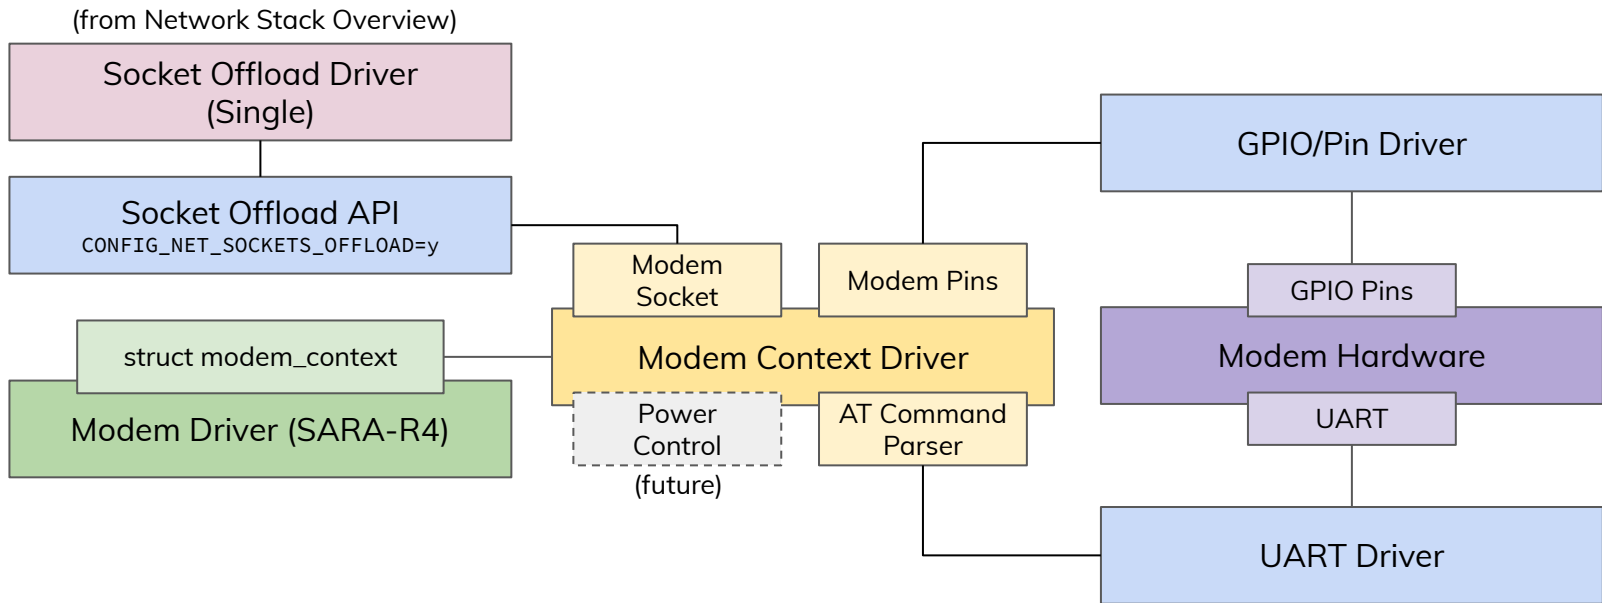 (from Network Stack Overview)
Socket Offload Driver
(Single)
Socket Offload API
CONFIG_NET_SOCKETS_OFFLOAD=y
struct modem_context
Modem Driver (SARA-R4)
Modem
Socket
Modem Pins
Modem Context Driver
Power
Control
(future)
AT Command
Parser
GPIO/Pin Driver
GPIO Pins
Modem Hardware
UART
UART Driver